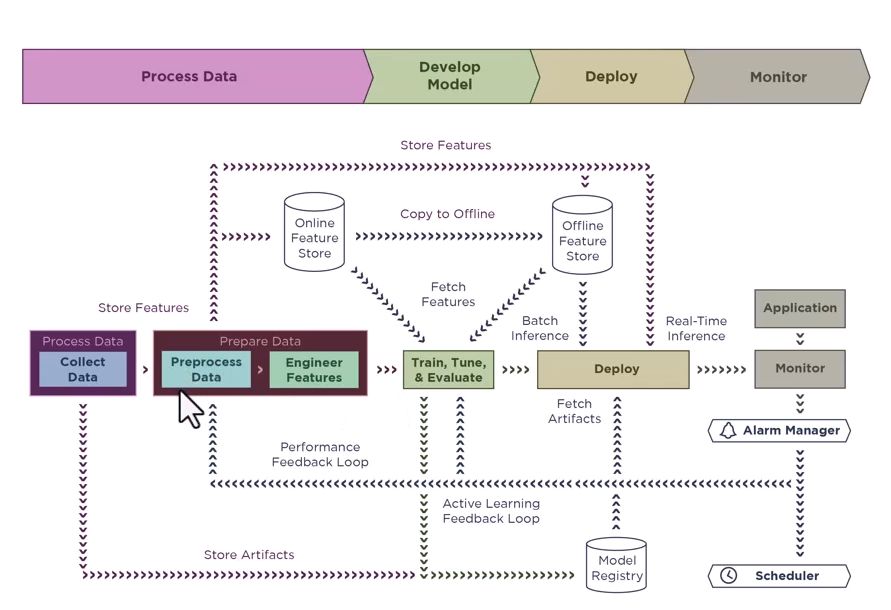 Process Data
Develop
Model
Deploy
Monitor
Store Features
Online
Feature
Store
Copy to Offline
Offline
Feature
Store
Fetch
Features
Store Features
Batch
Inference
Real-Time
Inference
Application
Process Data
Collect
Data
Prepare Data
Preprocess
Data
Engineer
Features
Train, Tune,
& Evaluate
Deploy
Monitor
Fetch
Artifacts
Alarm Manager
Performance
Feedback Loop
Active Learning
Feedback Loop
Store Artifacts
Model
Registry
Scheduler